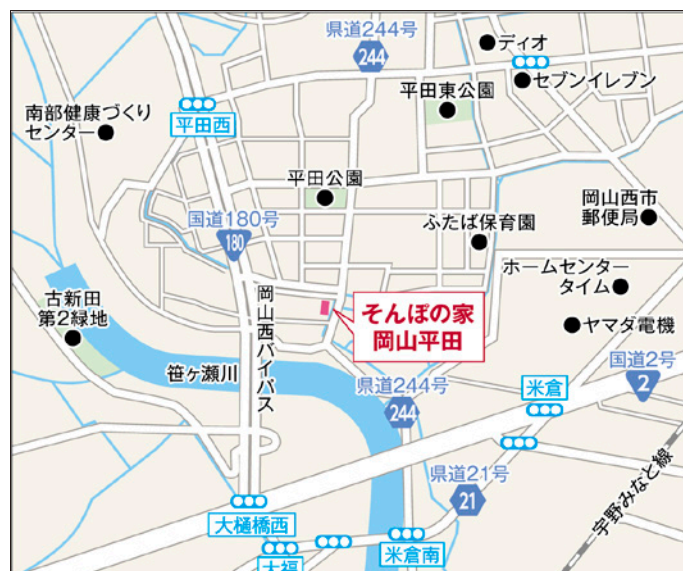 県道244号
244
ディオ
セブンイレブン
平田東公園
南部健康づくり
センター
平田西
平田公園
国道180号
180
ふたば保育園
岡山西市
郵便局
ホームセンター
タイム
古新田
第2緑地
岡山西バイパス
そんぽの家
岡山平田
ヤマダ電機
笹ヶ瀬川
国道2号
2
県道244号
244
米倉
県道21号
21
宇野みなと線
大樋橋西
大福
米倉南